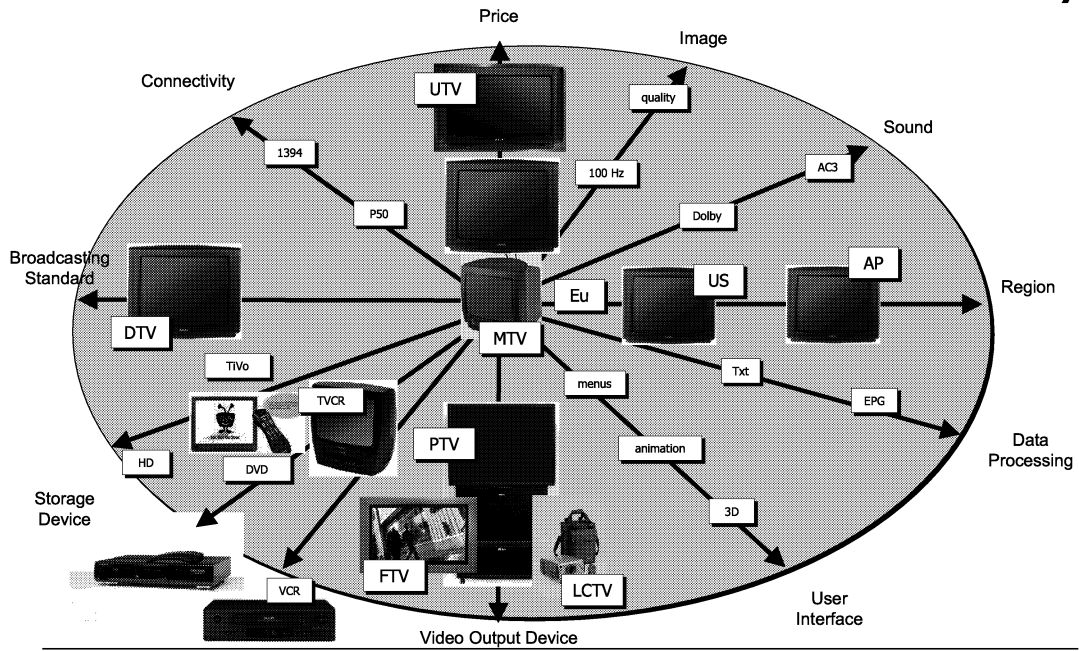 Price
Image
Connectivity
UTV
quality
Sound
1394
100 Hz
AC3
P50
Dolby
Broadcasting
Standard
AP
US
Eu
Region
DTV
MTV
TiVo
Txt
menus
TVCR
EPG
PTV
HD
DVD
animation
Data
Processing
Storage
Device
3D
FTV
LCTV
VCR
User
Interface
Video Output Device